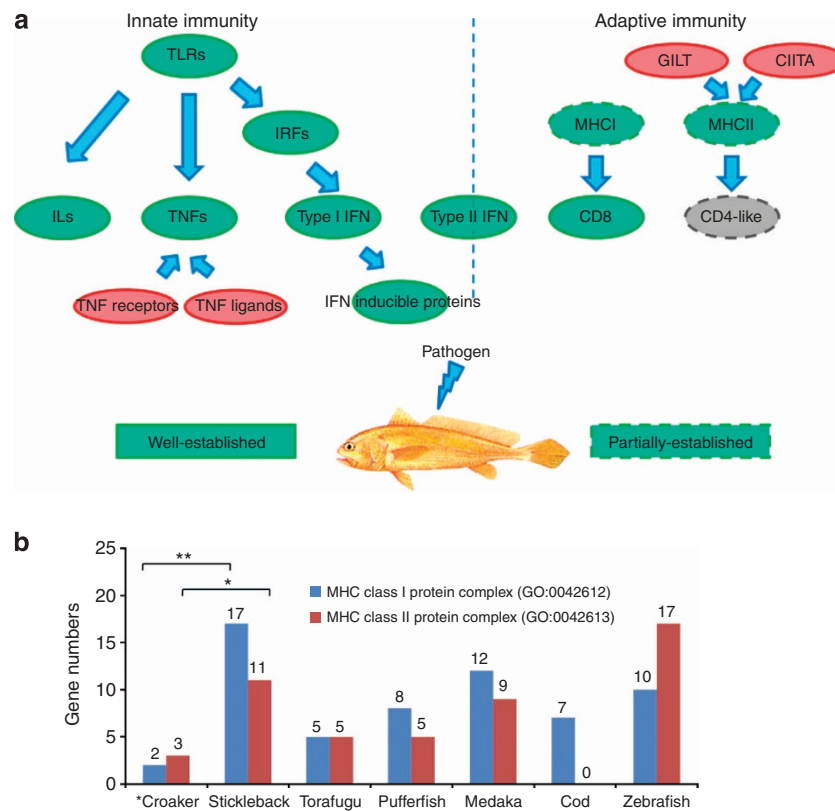 a
Innate immunity
Adaptive immunity
TLRs
GILT
CIITA
IRFs
MHCI
MHCII
ILs
TNFs
Type I IFN
Type II IFN
CD8
CD4-like
TNF receptors
TNF ligands
IFN inducible proteins
Pathogen
Well-established
Partially-established
b
Gene numbers
25
20
15
10
5
0
**
*
MHC class I protein complex (GO:0042612)
MHC class II protein complex (GO:0042613)
2 3
17 11
5 5
8 5
12 9
7 0
10 17
*Croaker Stickleback Torafugu Pufferfish Medaka Cod Zebrafish